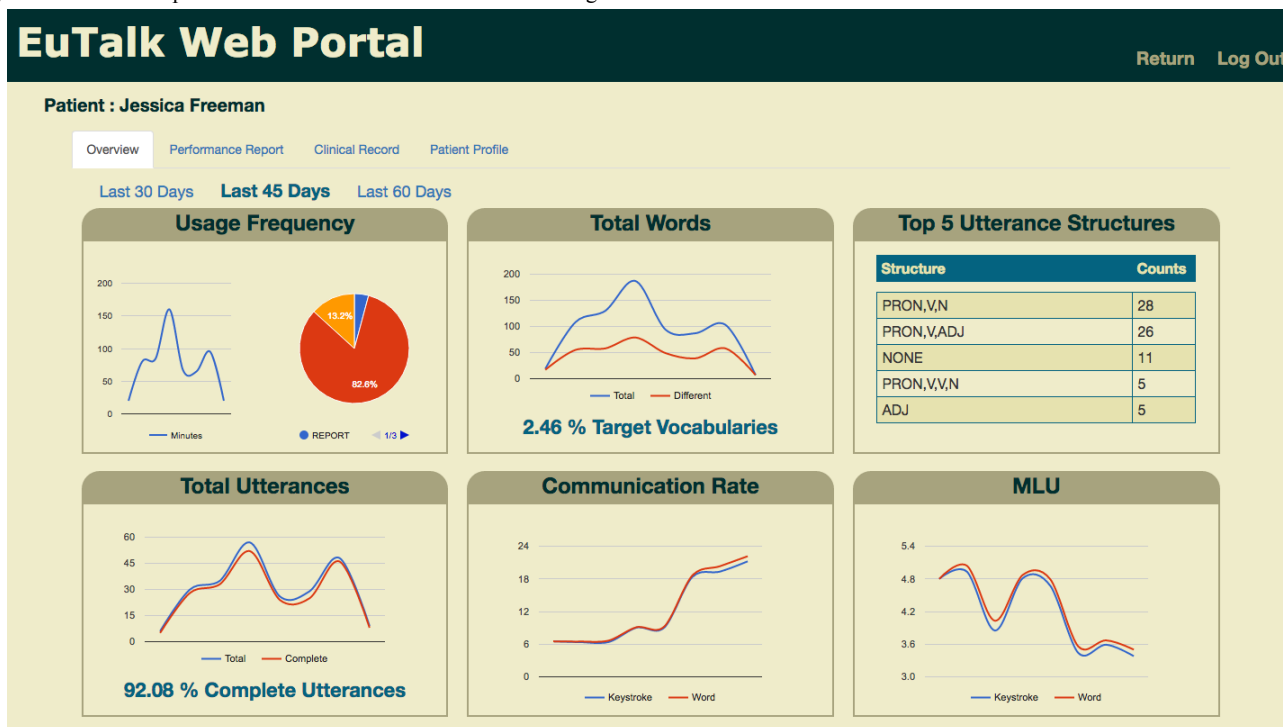 EuTalk Web Portal
Return Log Out
Patient : Jessica Freeman
Overview Performance Report Clinical Record Patient Profile
Last 30 Days Last 45 Days Last 60 Days
Usage Frequency
200
150
100
50
0
Minutes
13.2%
82.6%
REPORT
1/3
Total Words
200
150
100
50
0
Total Different
2.46 % Target Vocabularies
Top 5 Utterance Structures
Structure Counts
PRON,V,N 28
PRON,V,ADJ 26
NONE 11
PRON,V,V,N 5
ADJ 5
Total Utterances
60
45
30
15
0
Total Complete
92.08 % Complete Utterances
Communication Rate
24
18
12
6
0
Keystroke Word
MLU
5.4
4.8
4.2
3.6
3.0
Keystroke Word